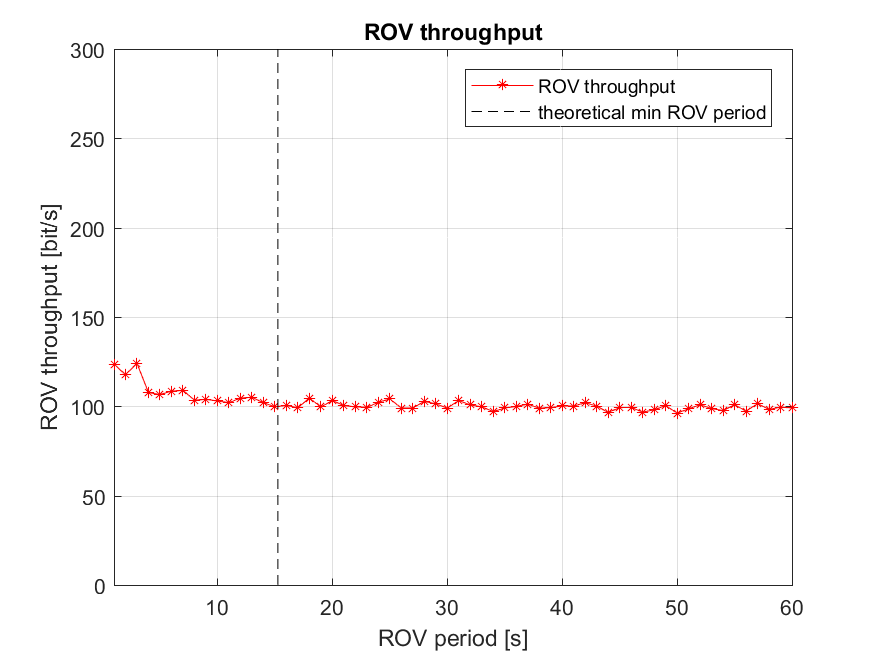 ROV throughput
300
250
200
150
100
50
0
ROV throughput [bit/s]
ROV throughput
theoretical min ROV period
10
20
30
40
50
60
ROV period [s]